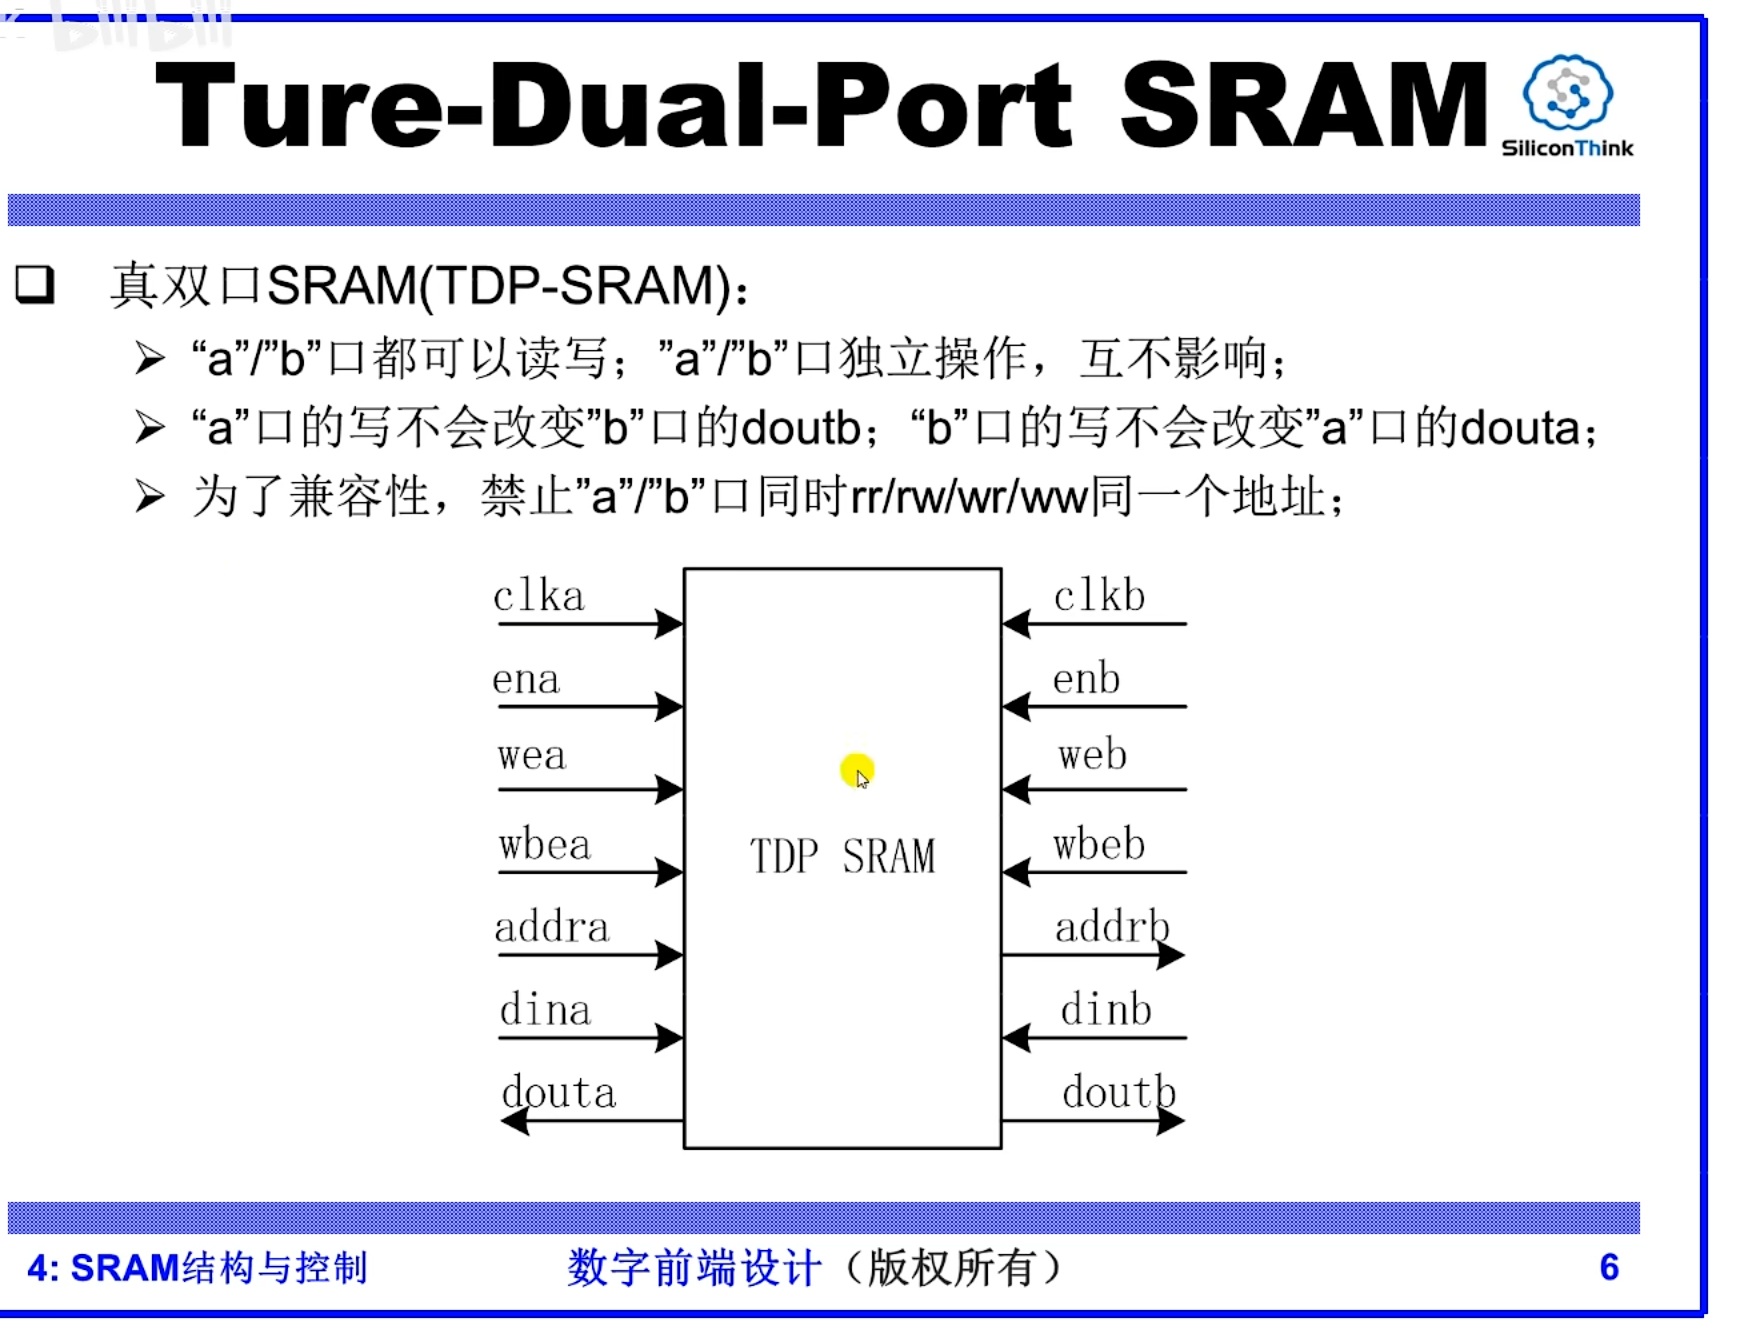 bilibili
Ture-Dual-Port SRAM
SiliconThink
真双口SRAM(TDP-SRAM)：
“a”/”b”口都可以读写；”a”/”b”口独立操作，互不影响；
“a”口的写不会改变”b”口的doutb；“b”口的写不会改变”a”口的douta；
为了兼容性，禁止”a”/”b”口同时rr/rw/wr/ww同一个地址；
clka
clkb
ena
enb
wea
web
wbea
wbeb
TDP SRAM
addra
addrb
dina
dinb
douta
doutb
4: SRAM结构与控制
数字前端设计（版权所有）
6